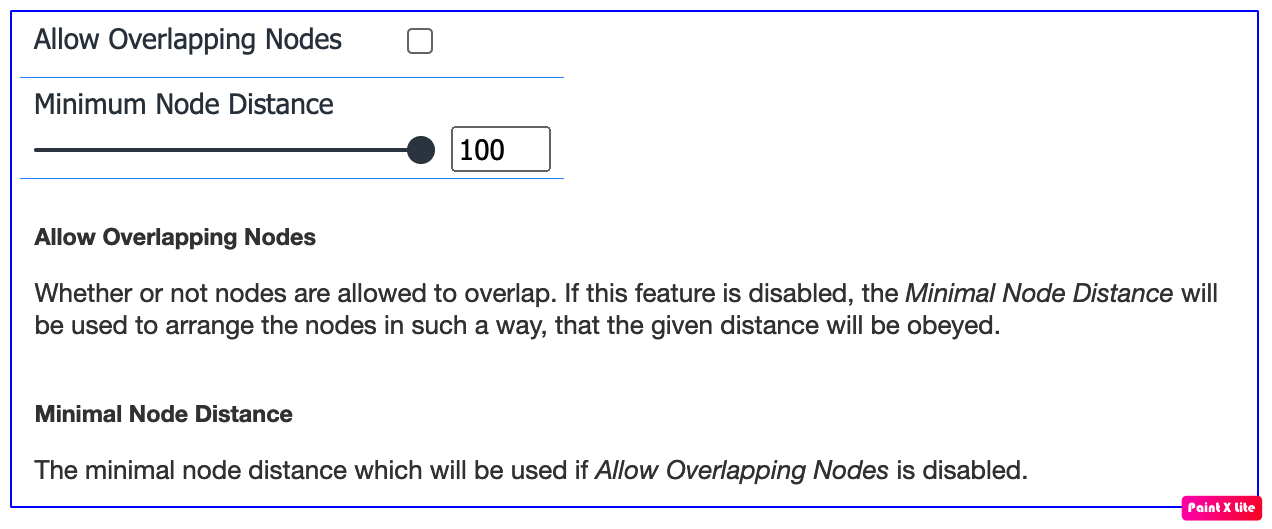 Allow Overlapping Nodes
Minimum Node Distance
100
Allow Overlapping Nodes
Whether or not nodes are allowed to overlap. If this feature is disabled, the Minimal Node Distance will
be used to arrange the nodes in such a way, that the given distance will be obeyed.
Minimal Node Distance
The minimal node distance which will be used if Allow Overlapping Nodes is disabled.
Paint X Lite